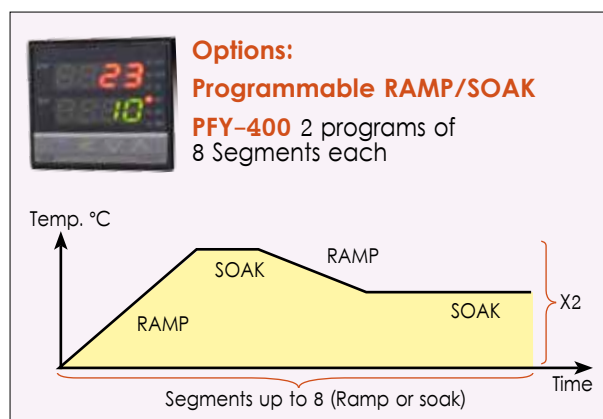 23
10
Options:
Programmable RAMP/SOAK
PFY-400 2 programs of
8 Segments each
Temp. ºC
SOAK
RAMP
RAMP
SOAK
X2
Time
Segments up to 8 (Ramp or soak)